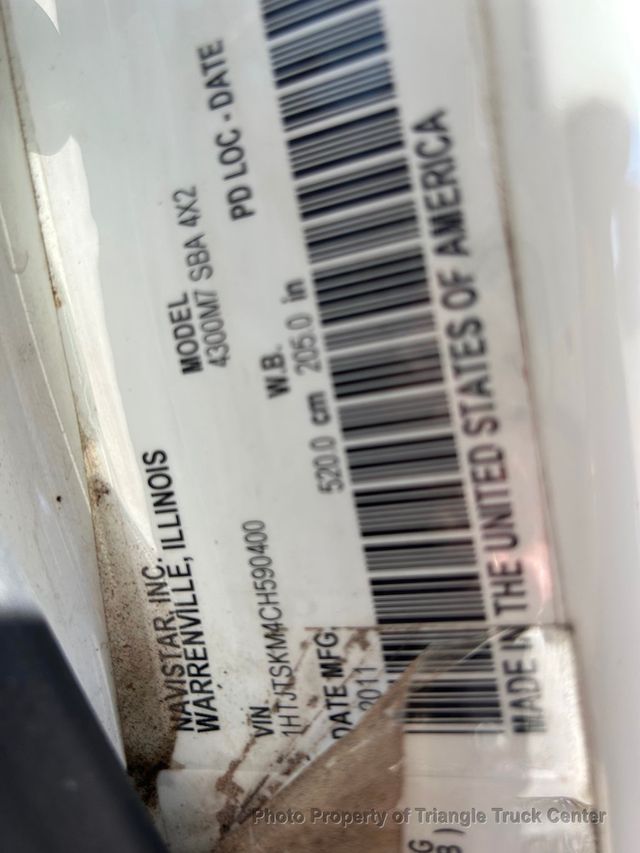 NAVISTAR, INC.
WARRENVILLE, ILLINOIS
MODEL
4300M7 SBA 4X2
PD LOC - DATE
VIN
1HTJTSKM4CH590400
W.B.
520.0 cm 205.0 in
DATE MFG.
2011
MADE IN THE UNITED STATES OF AMERICA
G
B )
Photo Property of Triangle Truck Center